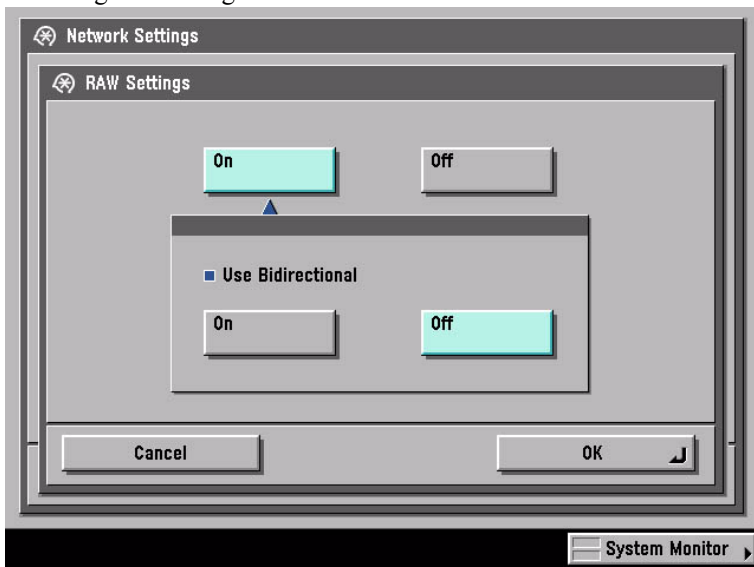 Network Settings
RAW Settings
On Off
Use Bidirectional
On Off
Cancel OK
System Monitor